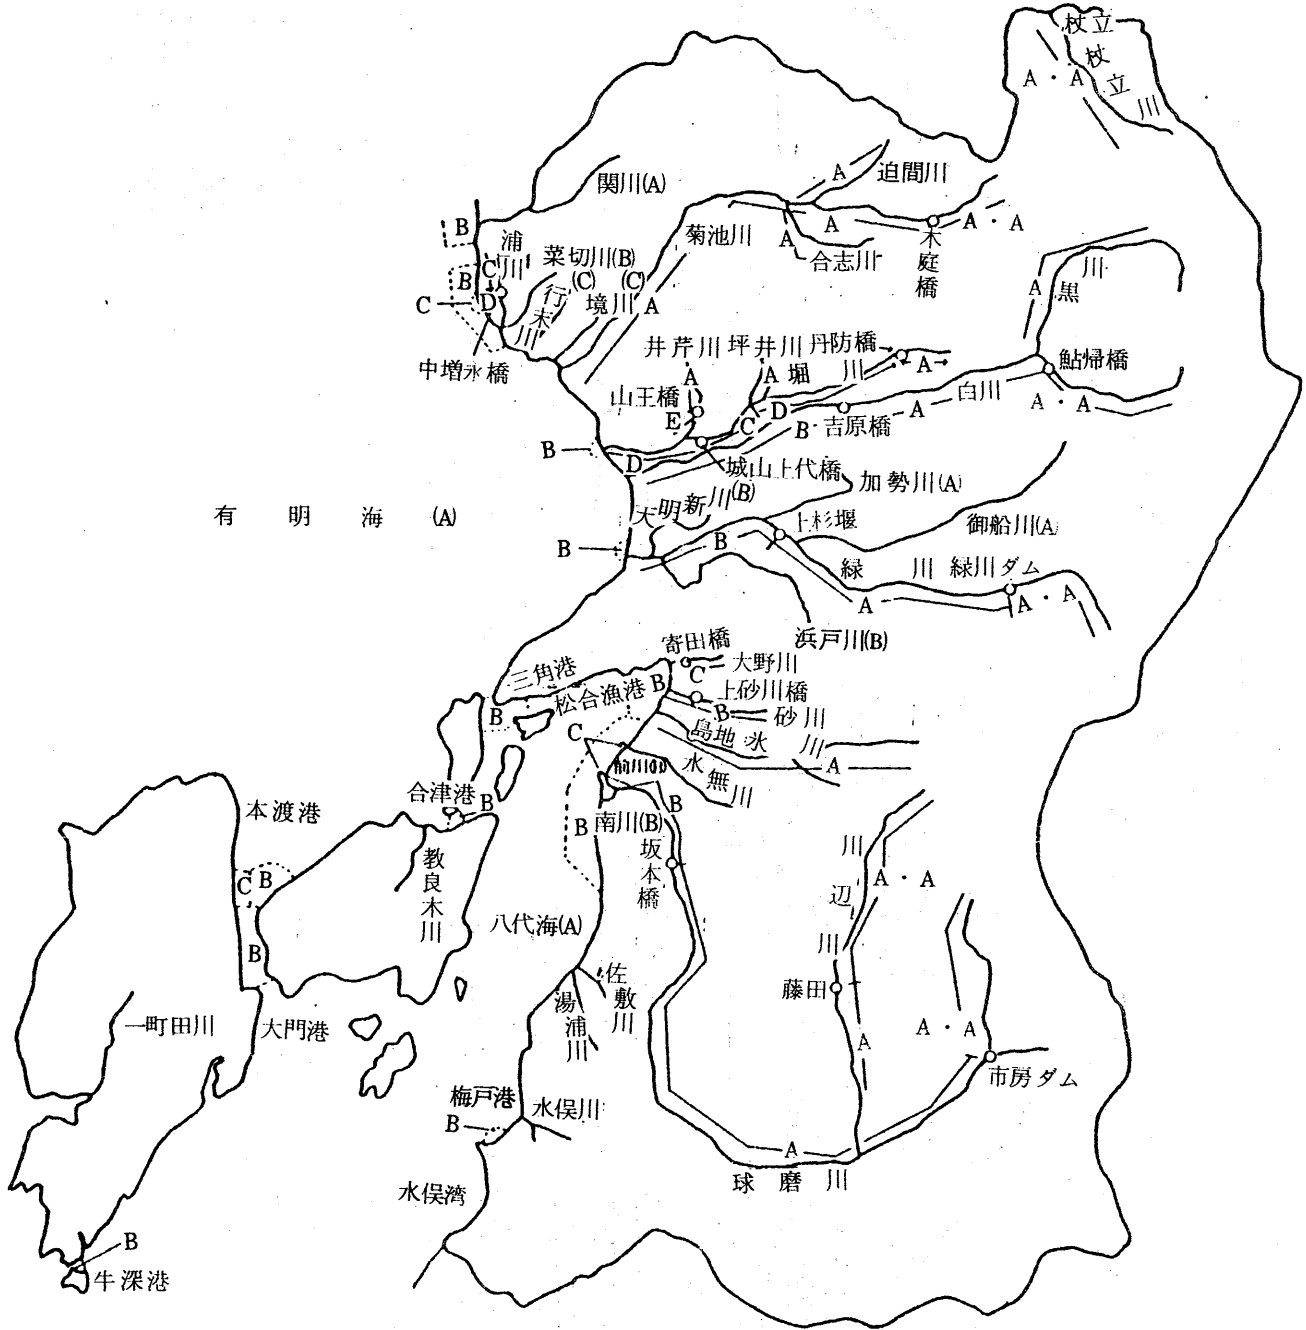 杖立
杖立川
A・A
関川(A)
A
迫間川
B
浦川
C
菜切川(B)
(C)
(C)
行末川
境川
A
菊池川
A
A
合志川
木庭橋
A・A
B
C
D
中増永橋
黒川
A
井芹川
坪井川
丹防橋
A
A
堀川
A
鮎帰橋
山王橋
E
C
D
B
吉原橋
A
白川
A・A
B
D
城山上代橋
加勢川(A)
有明海(A)
大明新川(B)
上杉堰
御船川(A)
B
B
緑川
緑川ダム
A
A・A
浜戸川(B)
寄田橋
大野川
C
三角港
松合漁港
B
上砂川橋
B
砂川
B
C
島地
氷川
A
水無川
前川(B)
合津港
B
B
南川(B)
B
本渡港
坂本橋
教良木川
川辺川
A・A
C
B
B
八代海(A)
佐敷川
藤田
一町田川
大門港
湯浦川
A
A・A
市房ダム
梅戸港
B
水俣川
A
球磨川
水俣湾
B
牛深港